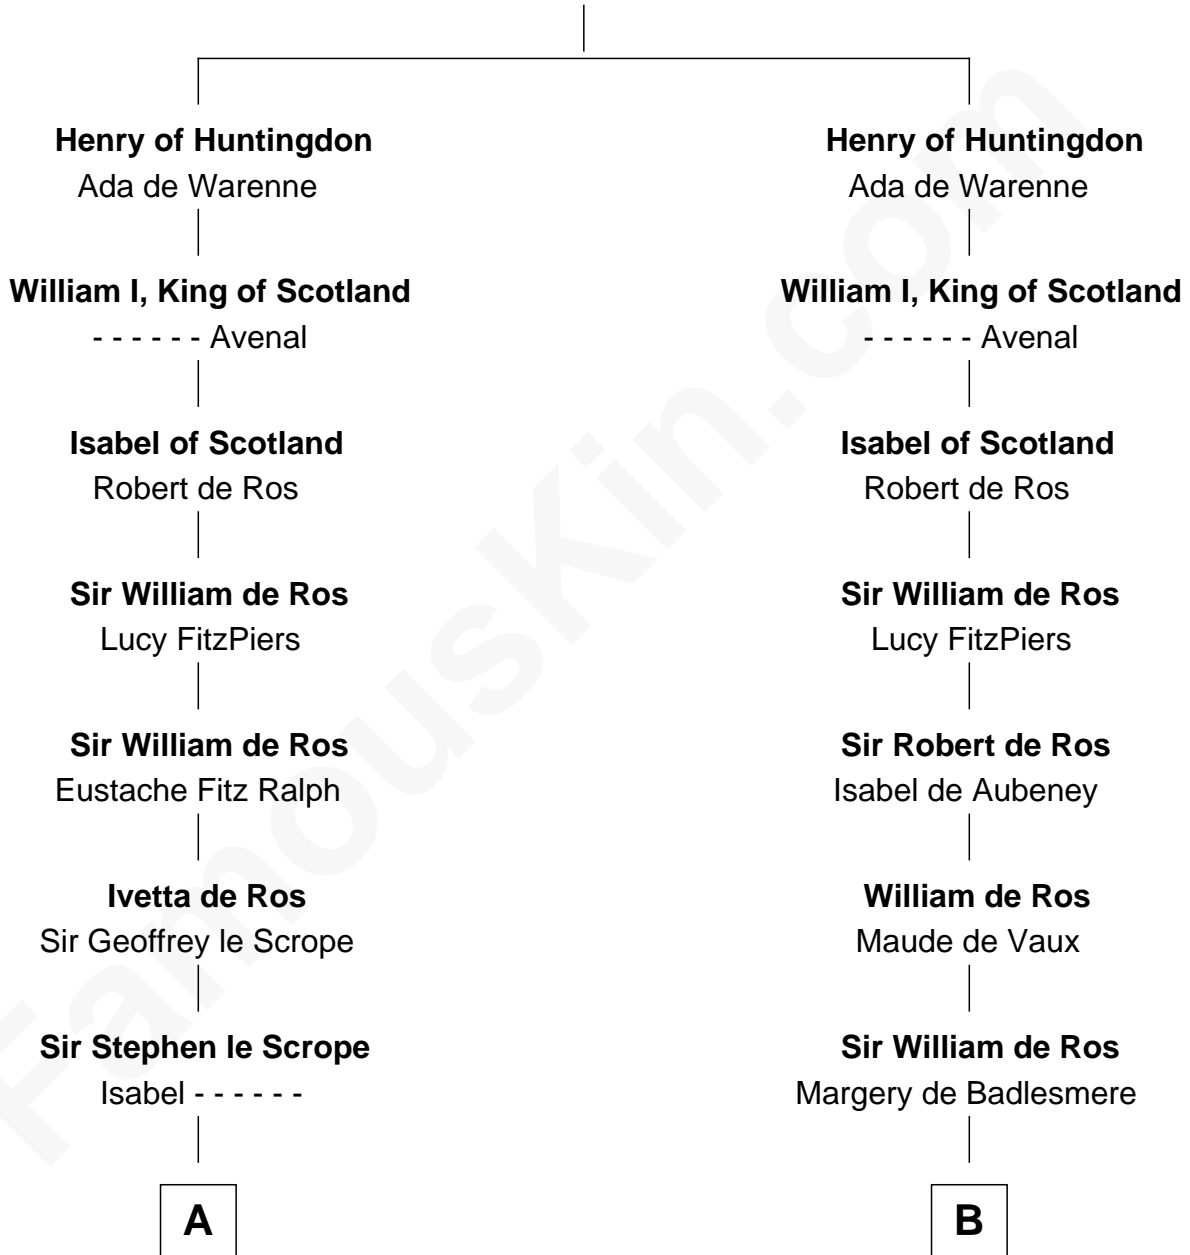 Henry of Huntingdon
Ada de Warenne
William I, King of Scotland
- - - - - - Avenal
Isabel of Scotland
Robert de Ros
Sir William de Ros
Lucy FitzPiers
Sir William de Ros
Eustache Fitz Ralph
Ivetta de Ros
Sir Geoffrey le Scrope
Sir Stephen le Scrope
Isabel - - - - - -
A
Henry of Huntingdon
Ada de Warenne
William I, King of Scotland
- - - - - - Avenal
Isabel of Scotland
Robert de Ros
Sir William de Ros
Lucy FitzPiers
Sir Robert de Ros
Isabel de Aubeney
William de Ros
Maude de Vaux
Sir William de Ros
Margery de Badlesmere
B
FamousKin.com